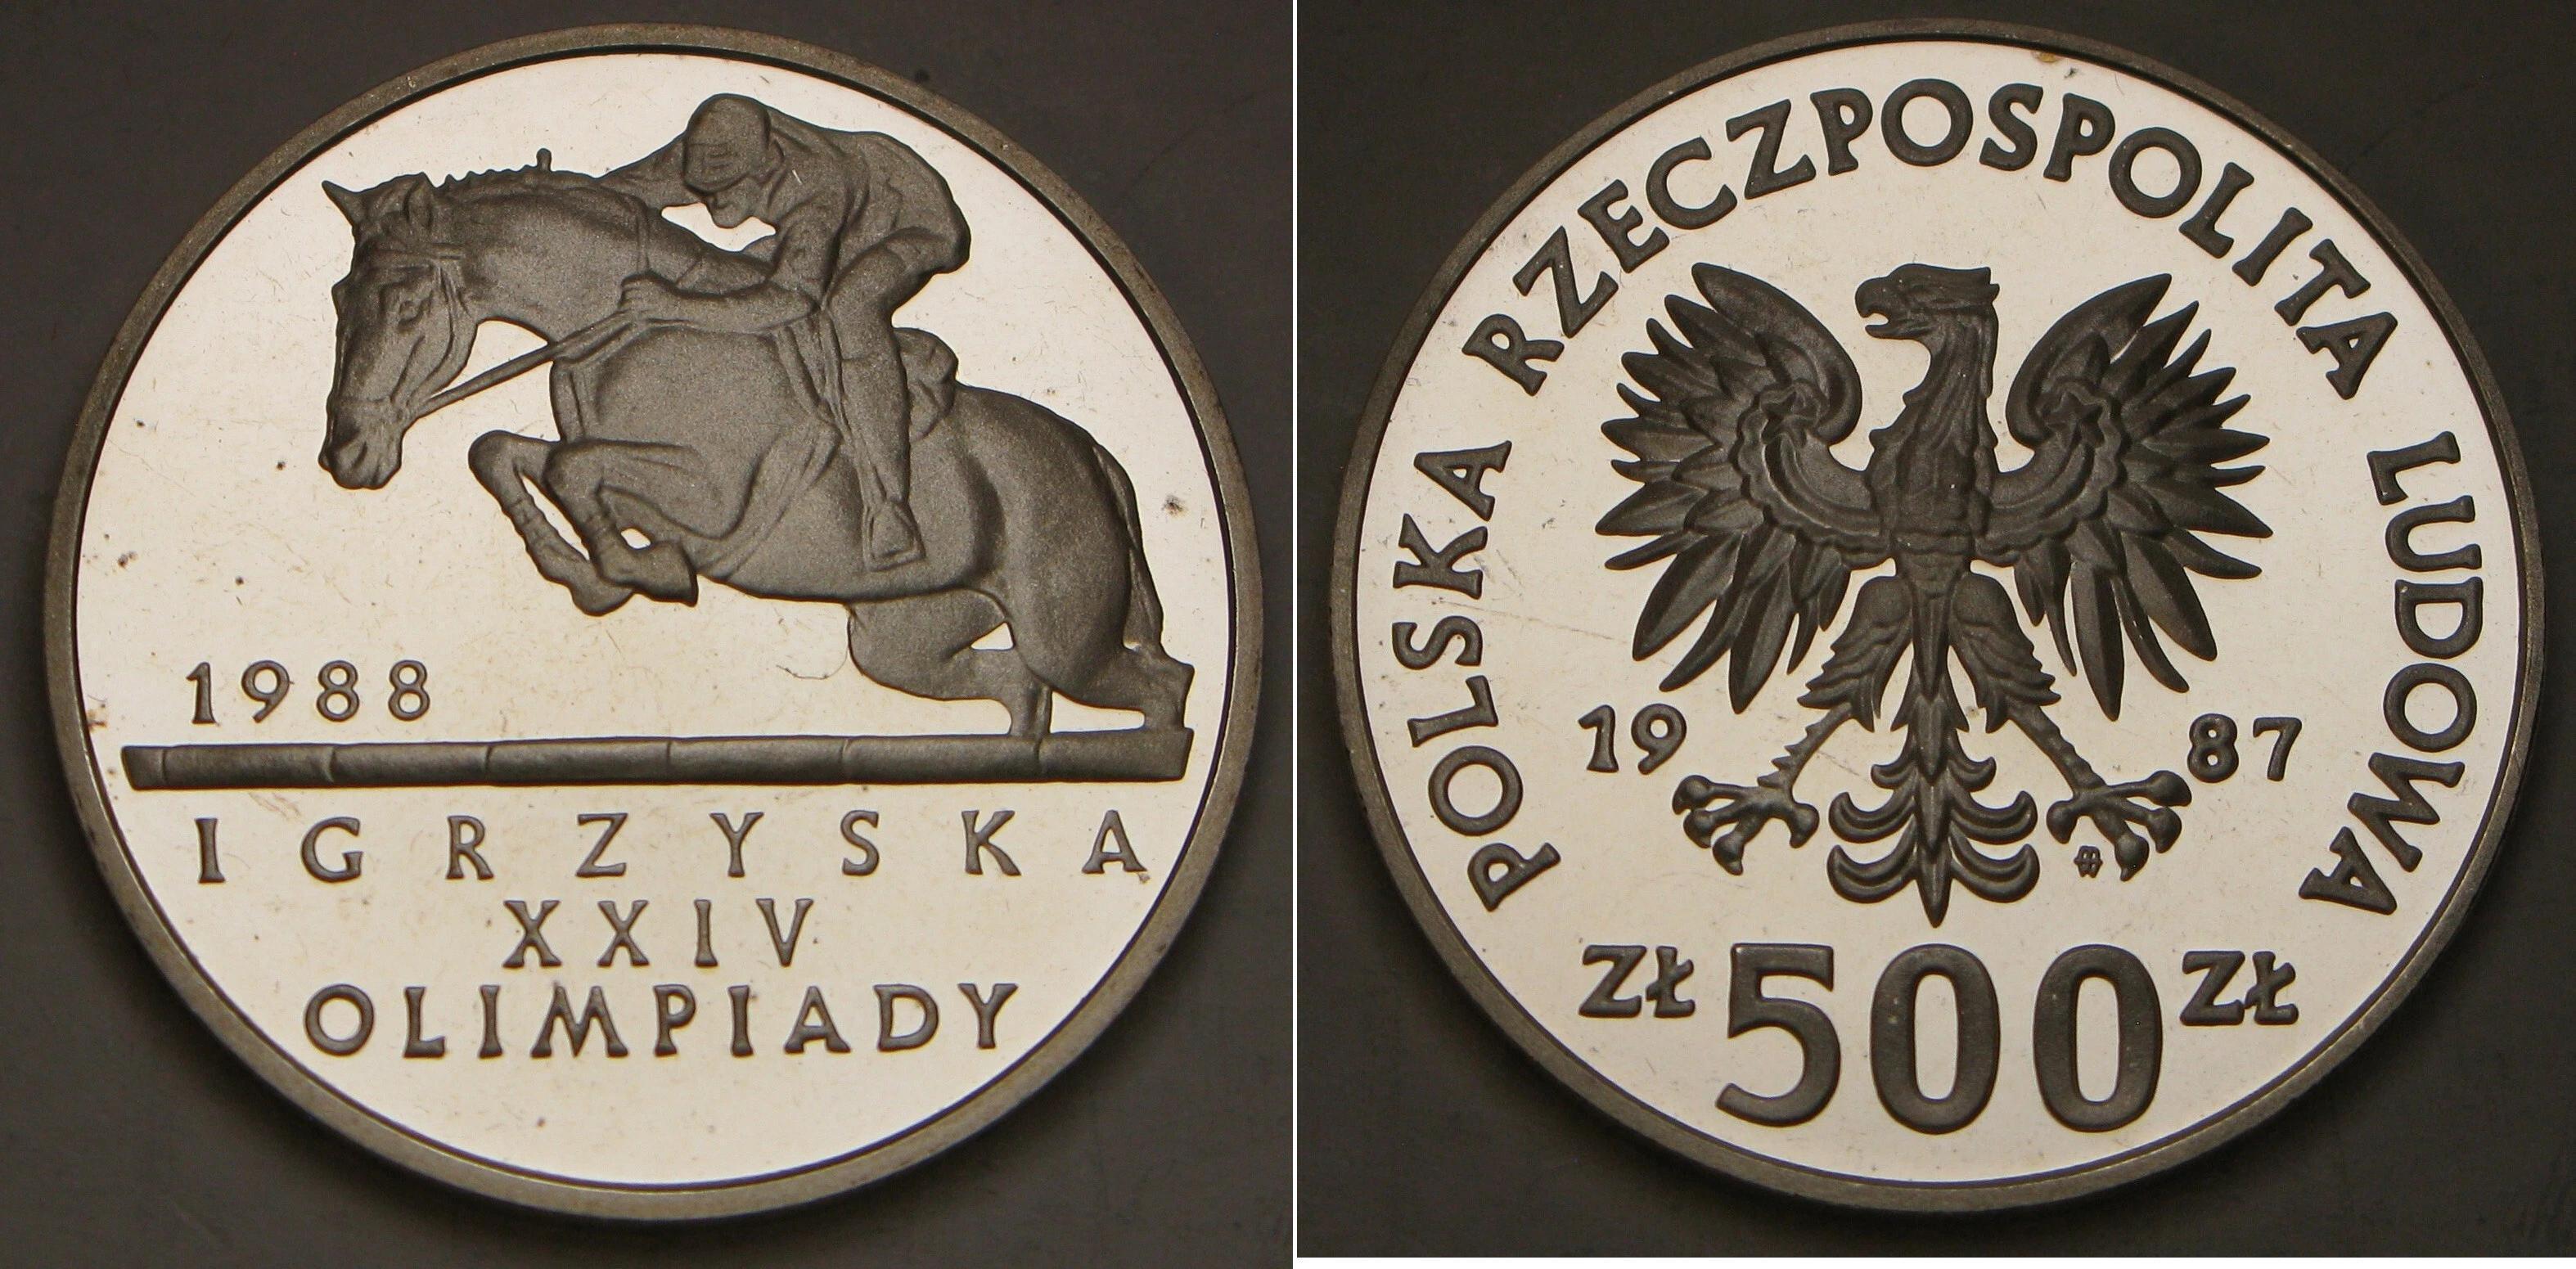 1988
IGRZYSKA
XXIV
OLIMPIADY
POLSKA RZECZPOSPOLITA LUDOWA
19 87
ZŁ 500 ZŁ